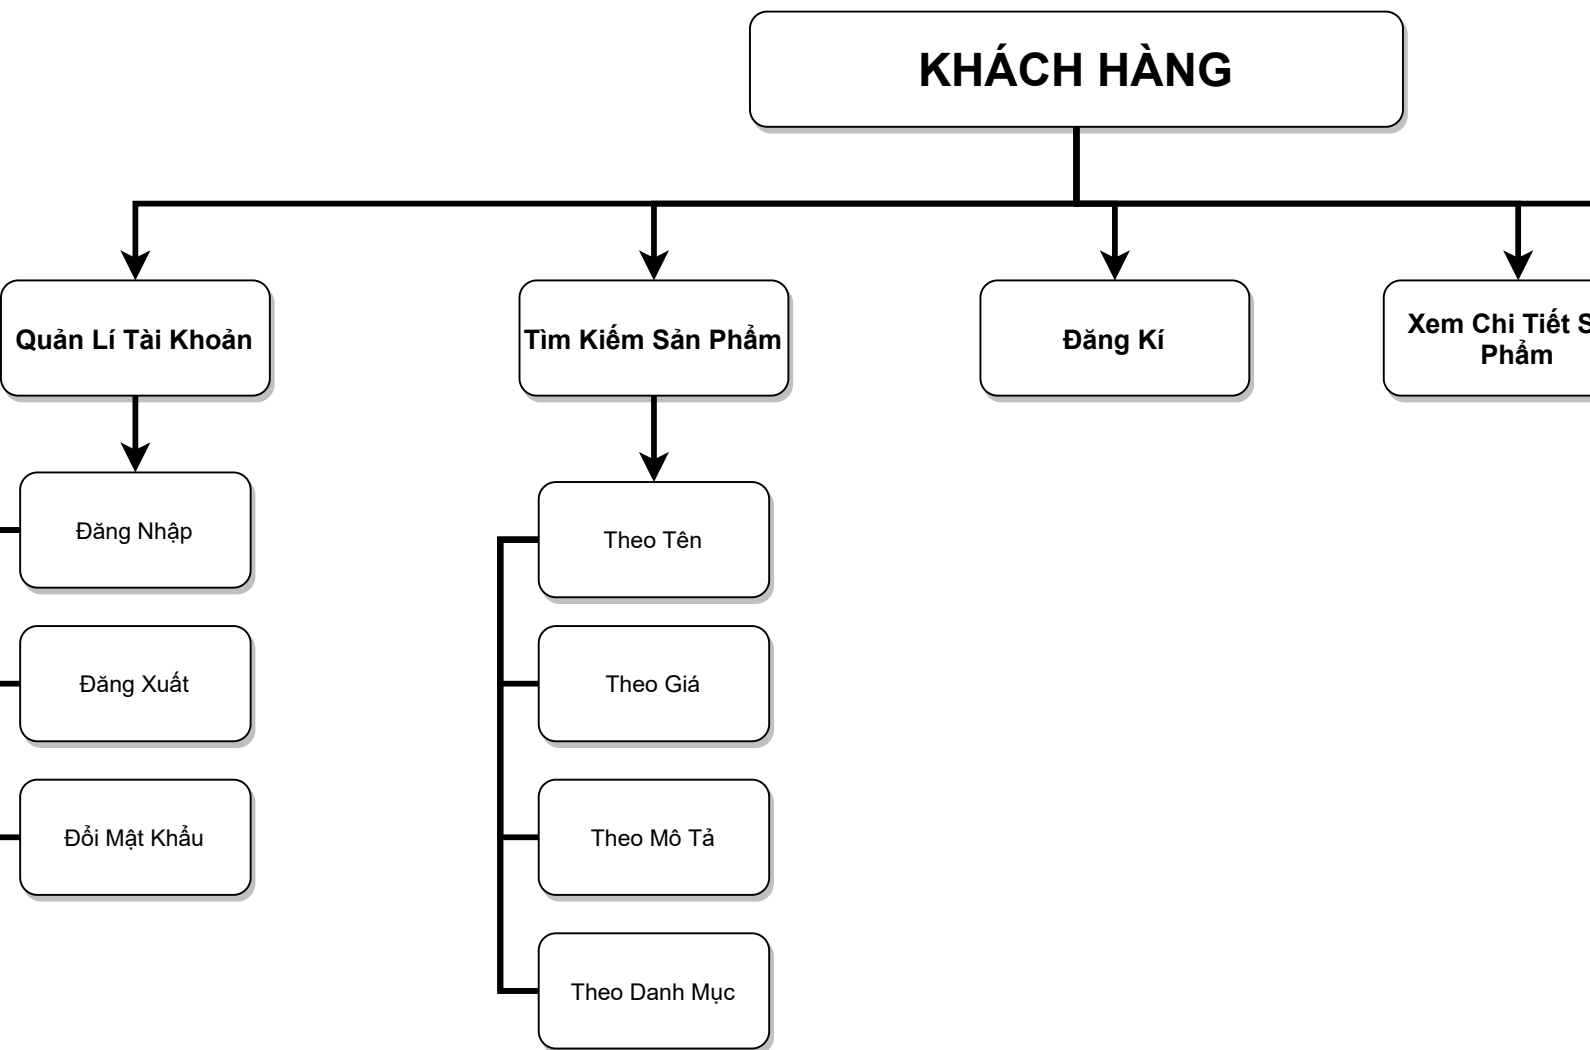 KHÁCH HÀNG
Quản Lí Tài Khoản
Tìm Kiếm Sản Phẩm
Đăng Kí
Xem Chi Tiết
Phẩm
Đăng Nhập
Đăng Xuất
Đổi Mật Khẩu
Theo Tên
Theo Giá
Theo Mô Tả
Theo Danh Mục